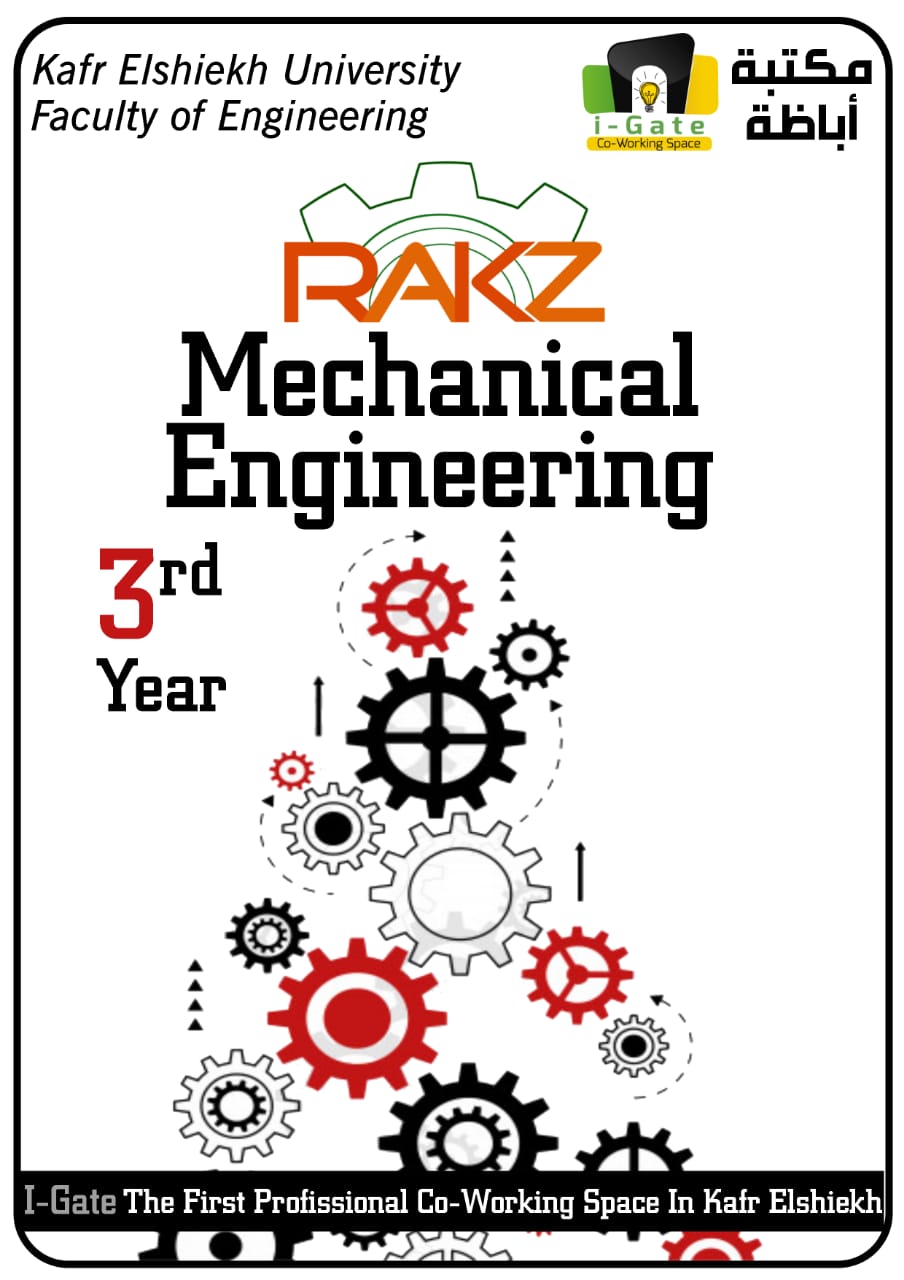 Kafr Elshiekh University
Faculty of Engineering
i-Gate
Co-Working Space
مكتبة
أباظة
RAKZ
Mechanical
Engineering
3rd
Year
I-Gate The First Profissional Co-Working Space In Kafr Elshiekh